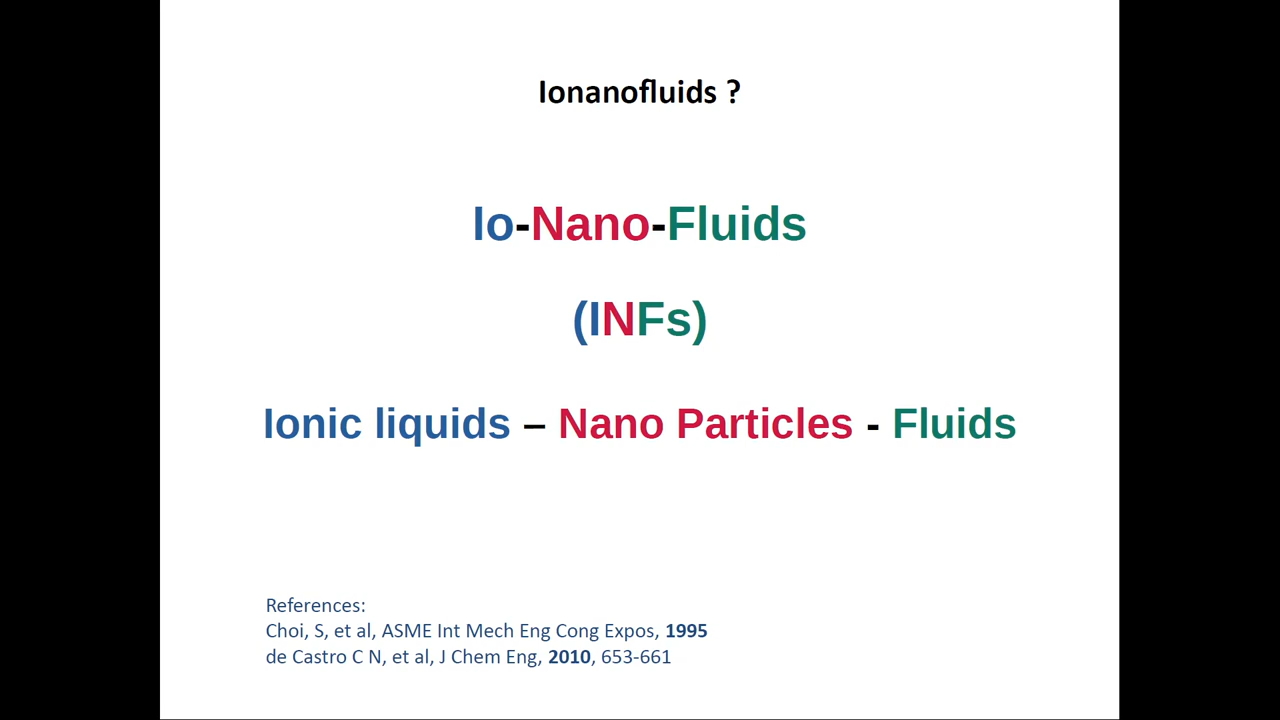 Ionanofluids ?
Io-Nano-Fluids
(INFs)
Ionic liquids – Nano Particles - Fluids
References:
Choi, S, et al, ASME Int Mech Eng Cong Expos, 1995
de Castro C N, et al, J Chem Eng, 2010, 653-661